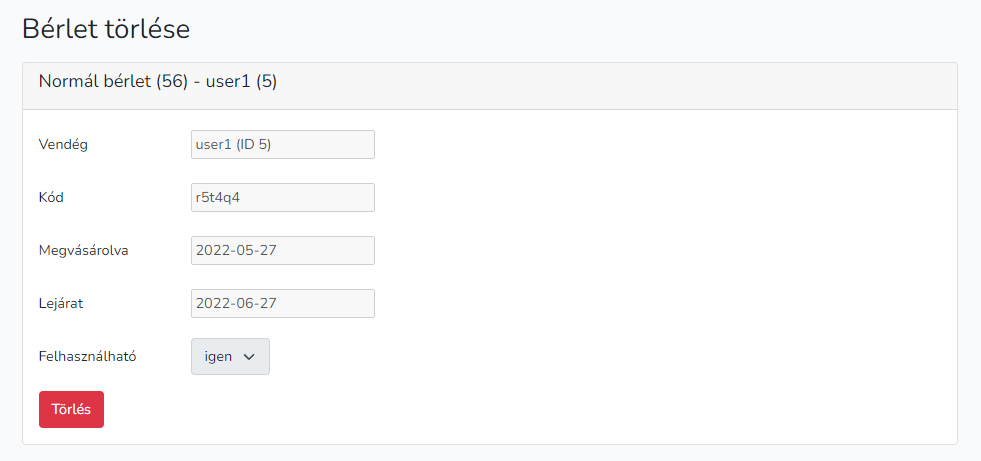 Bérlet törlése
Normál bérlet (56) - user1 (5)
Vendég user1 (ID 5)
Kód r5t4q4
Megvásárolva 2022-05-27
Lejárat 2022-06-27
Felhasználható igen
Törlés